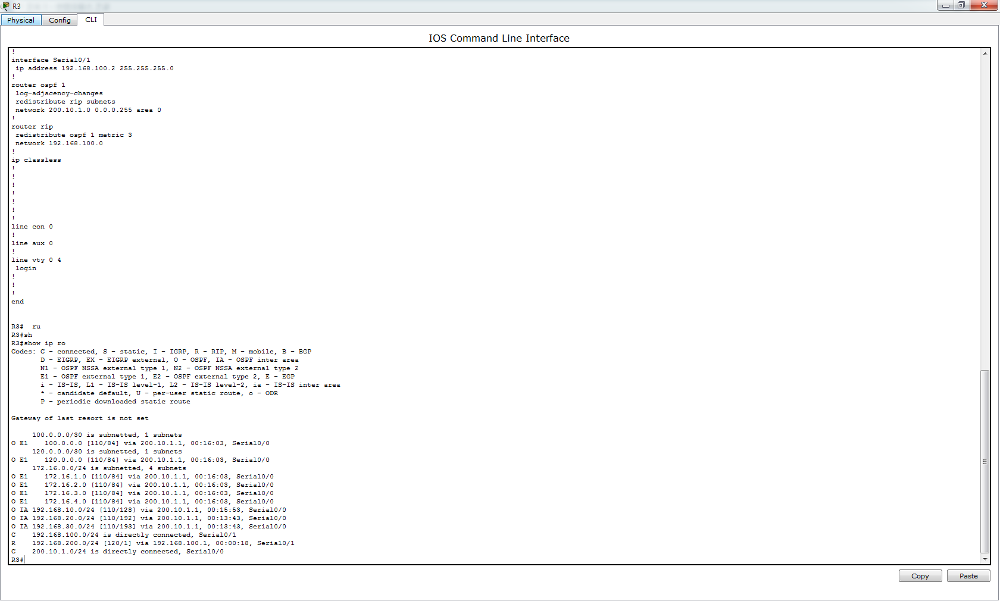 R3
Physical Config CLI
IOS Command Line Interface
!
interface Serial0/1
 ip address 192.168.100.2 255.255.255.0
!
router ospf 1
 log-adjacency-changes
 redistribute rip subnets
 network 200.10.1.0 0.0.0.255 area 0
!
router rip
 redistribute ospf 1 metric 3
 network 192.168.100.0
!
ip classless
!
!
!
!
!
!
!
line con 0
!
line aux 0
!
line vty 0 4
 login
!
!
!
end
R3#  ru
R3#sh
R3#show ip ro
Codes: C - connected, S - static, I - IGRP, R - RIP, M - mobile, B - BGP
       D - EIGRP, EX - EIGRP external, O - OSPF, IA - OSPF inter area
       N1 - OSPF NSSA external type 1, N2 - OSPF NSSA external type 2
       E1 - OSPF external type 1, E2 - OSPF external type 2, E - EGP
       i - IS-IS, L1 - IS-IS level-1, L2 - IS-IS level-2, ia - IS-IS inter area
       * - candidate default, U - per-user static route, o - ODR
       P - periodic downloaded static route
Gateway of last resort is not set
     100.0.0.0/30 is subnetted, 1 subnets
O E1    100.0.0.0 [110/84] via 200.10.1.1, 00:16:03, Serial0/0
     120.0.0.0/30 is subnetted, 1 subnets
O E1    120.0.0.0 [110/84] via 200.10.1.1, 00:16:03, Serial0/0
     172.16.0.0/24 is subnetted, 4 subnets
O E1    172.16.1.0 [110/84] via 200.10.1.1, 00:16:03, Serial0/0
O E1    172.16.2.0 [110/84] via 200.10.1.1, 00:16:03, Serial0/0
O E1    172.16.3.0 [110/84] via 200.10.1.1, 00:16:03, Serial0/0
O E1    172.16.4.0 [110/84] via 200.10.1.1, 00:16:03, Serial0/0
O IA 192.168.10.0/24 [110/128] via 200.10.1.1, 00:15:53, Serial0/0
O IA 192.168.20.0/24 [110/192] via 200.10.1.1, 00:13:43, Serial0/0
O IA 192.168.30.0/24 [110/193] via 200.10.1.1, 00:13:43, Serial0/0
C    192.168.100.0/24 is directly connected, Serial0/1
R    192.168.200.0/24 [120/1] via 192.168.100.1, 00:00:18, Serial0/1
C    200.10.1.0/24 is directly connected, Serial0/0
R3#
Copy Paste